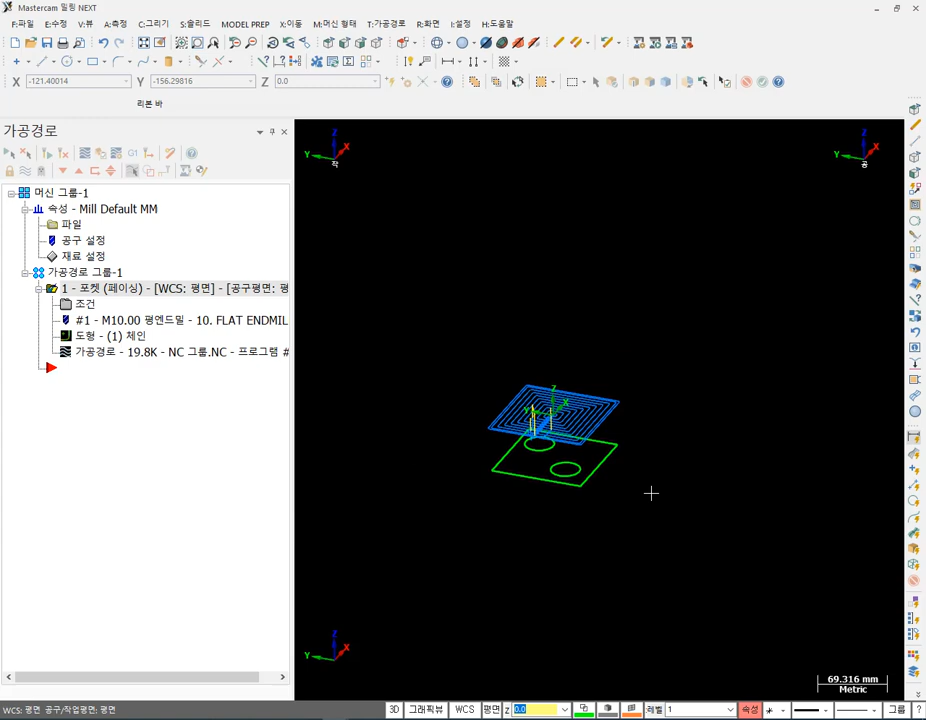 Mastercam 밀링 NEXT
F:파일 E:수정 V:뷰 A:측정 C:그리기 S:솔리드 MODEL PREP X:이동 M:머신 형태 T:가공경로 R:화면 I:설정 H:도움말
X -121.40014 Y -156.29816 Z 0.0
리본 바
가공경로
G1
머신 그룹-1
속성 - Mill Default MM
파일
공구 설정
재료 설정
가공경로 그룹-1
1 - 포켓 (페이싱) - [WCS: 평면] - [공구평면: 평
조건
#1 - M10.00 평엔드밀 - 10. FLAT ENDMIL
도형 - (1) 체인
가공경로 - 19.8K - NC 그룹.NC - 프로그램 #
Z X Y 작
Z X Y 공
Z X Y
Z X Y
69.316 mm
Metric
WCS: 평면 공구/작업평면: 평면 3D 그래픽뷰 WCS 평면 Z 0.0 레벨 1 속성 그룹 ?